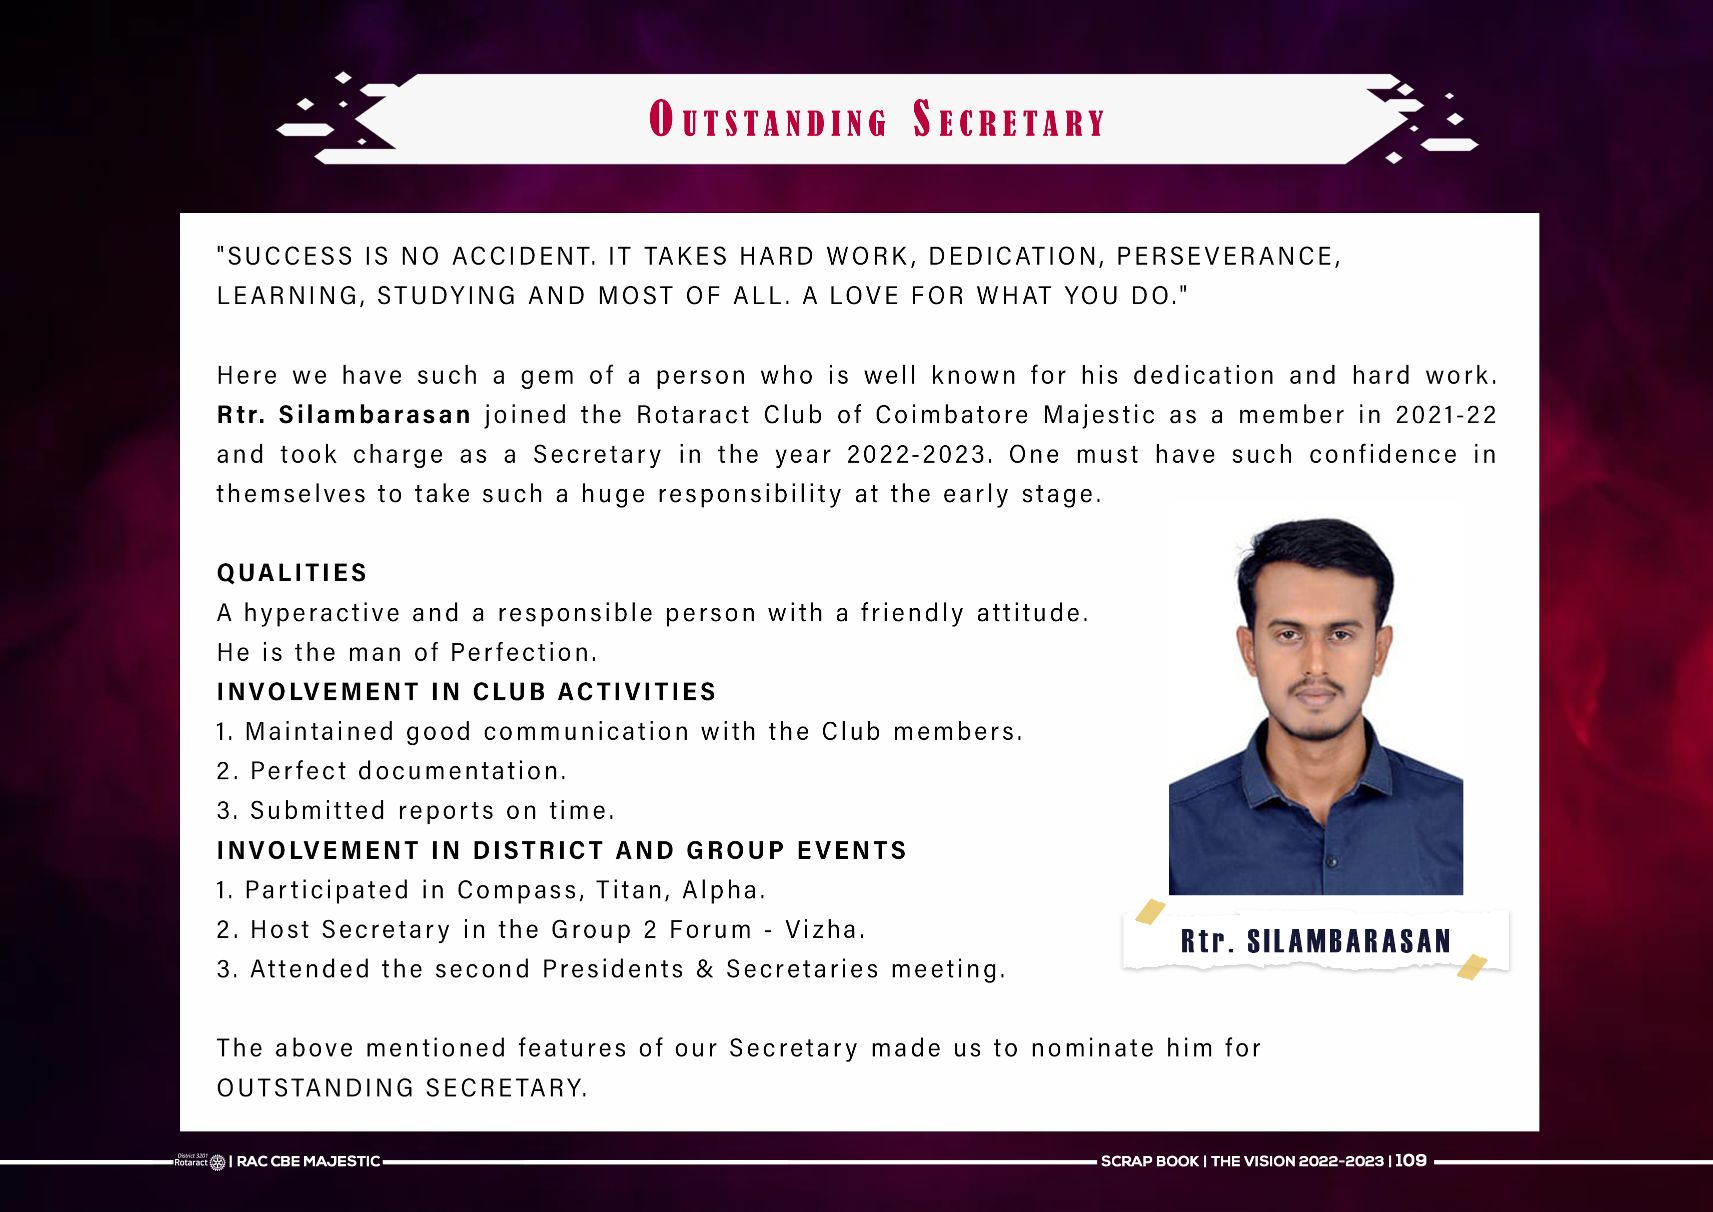 OUTSTANDING SECRETARY
"SUCCESS IS NO ACCIDENT. IT TAKES HARD WORK, DEDICATION, PERSEVERANCE,
LEARNING, STUDYING AND MOST OF ALL. A LOVE FOR WHAT YOU DO."
Here we have such a gem of a person who is well known for his dedication and hard work.
Rtr. Silambarasan joined the Rotaract Club of Coimbatore Majestic as a member in 2021-22
and took charge as a Secretary in the year 2022-2023. One must have such confidence in
themselves to take such a huge responsibility at the early stage.
QUALITIES
A hyperactive and a responsible person with a friendly attitude.
He is the man of Perfection.
INVOLVEMENT IN CLUB ACTIVITIES
1. Maintained good communication with the Club members.
2. Perfect documentation.
3. Submitted reports on time.
INVOLVEMENT IN DISTRICT AND GROUP EVENTS
1. Participated in Compass, Titan, Alpha.
2. Host Secretary in the Group 2 Forum - Vizha.
3. Attended the second Presidents & Secretaries meeting.
Rtr. SILAMBARASAN
The above mentioned features of our Secretary made us to nominate him for
OUTSTANDING SECRETARY.
District 3201
Rotaract | RAC CBE MAJESTIC
SCRAP BOOK | THE VISION 2022-2023 | 109